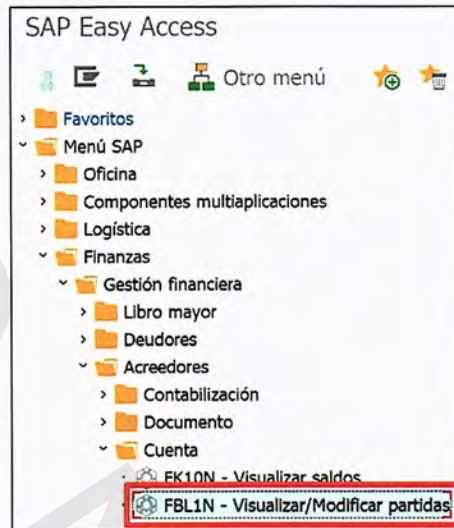 SAP Easy Access
Otro menú
Favoritos
Menú SAP
Oficina
Componentes multiaplicaciones
Logística
Finanzas
Gestión financiera
Libro mayor
Deudores
Acreedores
Contabilización
Documento
Cuenta
FK10N - Visualizar saldos
FBL1N - Visualizar/Modificar partidas